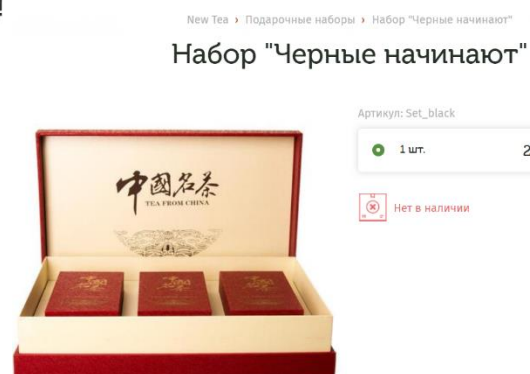 New Tea › Подарочные наборы › Набор "Черные начинают"
Набор "Черные начинают"
Артикул: Set_black
1 шт.
2
Нет в наличии
中國名茶
TEA FROM CHINA